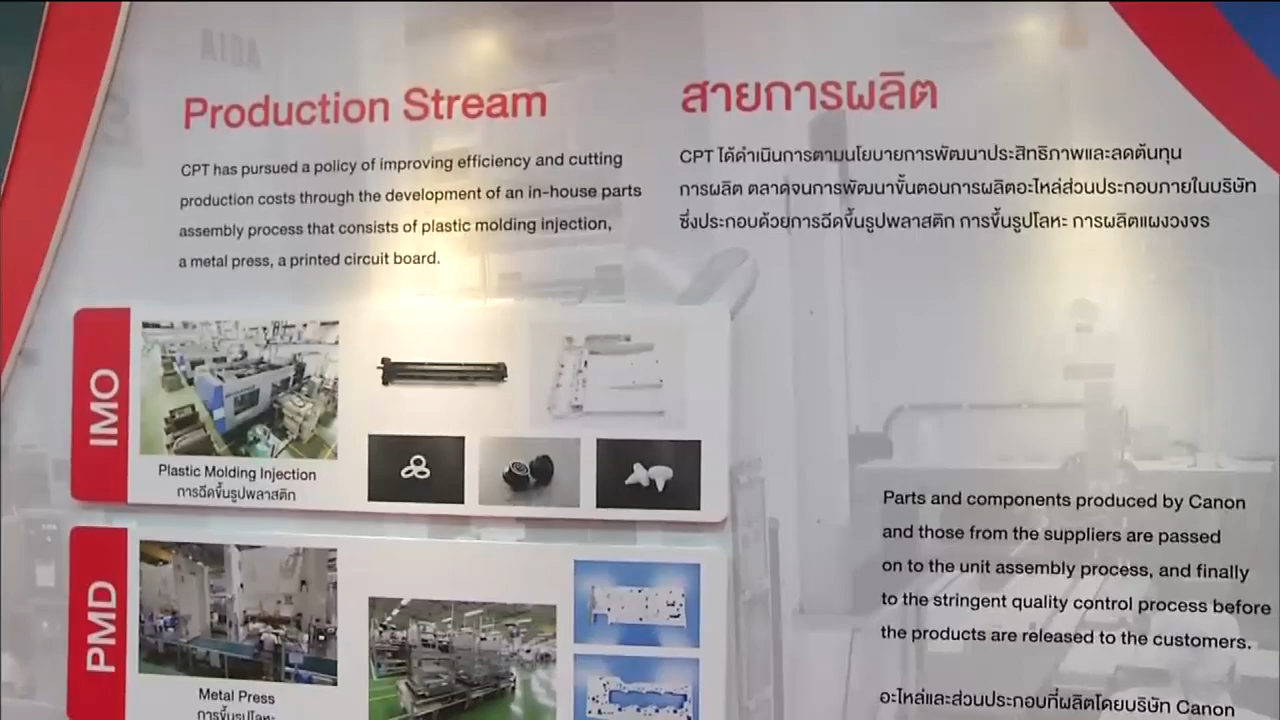 Production Stream
CPT has pursued a policy of improving efficiency and cutting
production costs through the development of an in-house parts
assembly process that consists of plastic molding injection,
a metal press, a printed circuit board.
สายการผลิต
CPT ได้ดำเนินการตามนโยบายการพัฒนาประสิทธิภาพและลดต้นทุน
การผลิต ตลาดจนการพัฒนาขั้นตอนการผลิตอะไหล่ส่วนประกอบภายในบริษัท
ซึ่งประกอบด้วยการฉีดขึ้นรูปพลาสติก การขึ้นรูปโลหะ การผลิตแผงวงจร
IMO
Plastic Molding Injection
การฉีดขึ้นรูปพลาสติก
PMD
Metal Press
การขึ้นรูปโลหะ
Parts and components produced by Canon
and those from the suppliers are passed
on to the unit assembly process, and finally
to the stringent quality control process before
the products are released to the customers.
อะไหล่และส่วนประกอบที่ผลิตโดยบริษัท Canon
AIDA